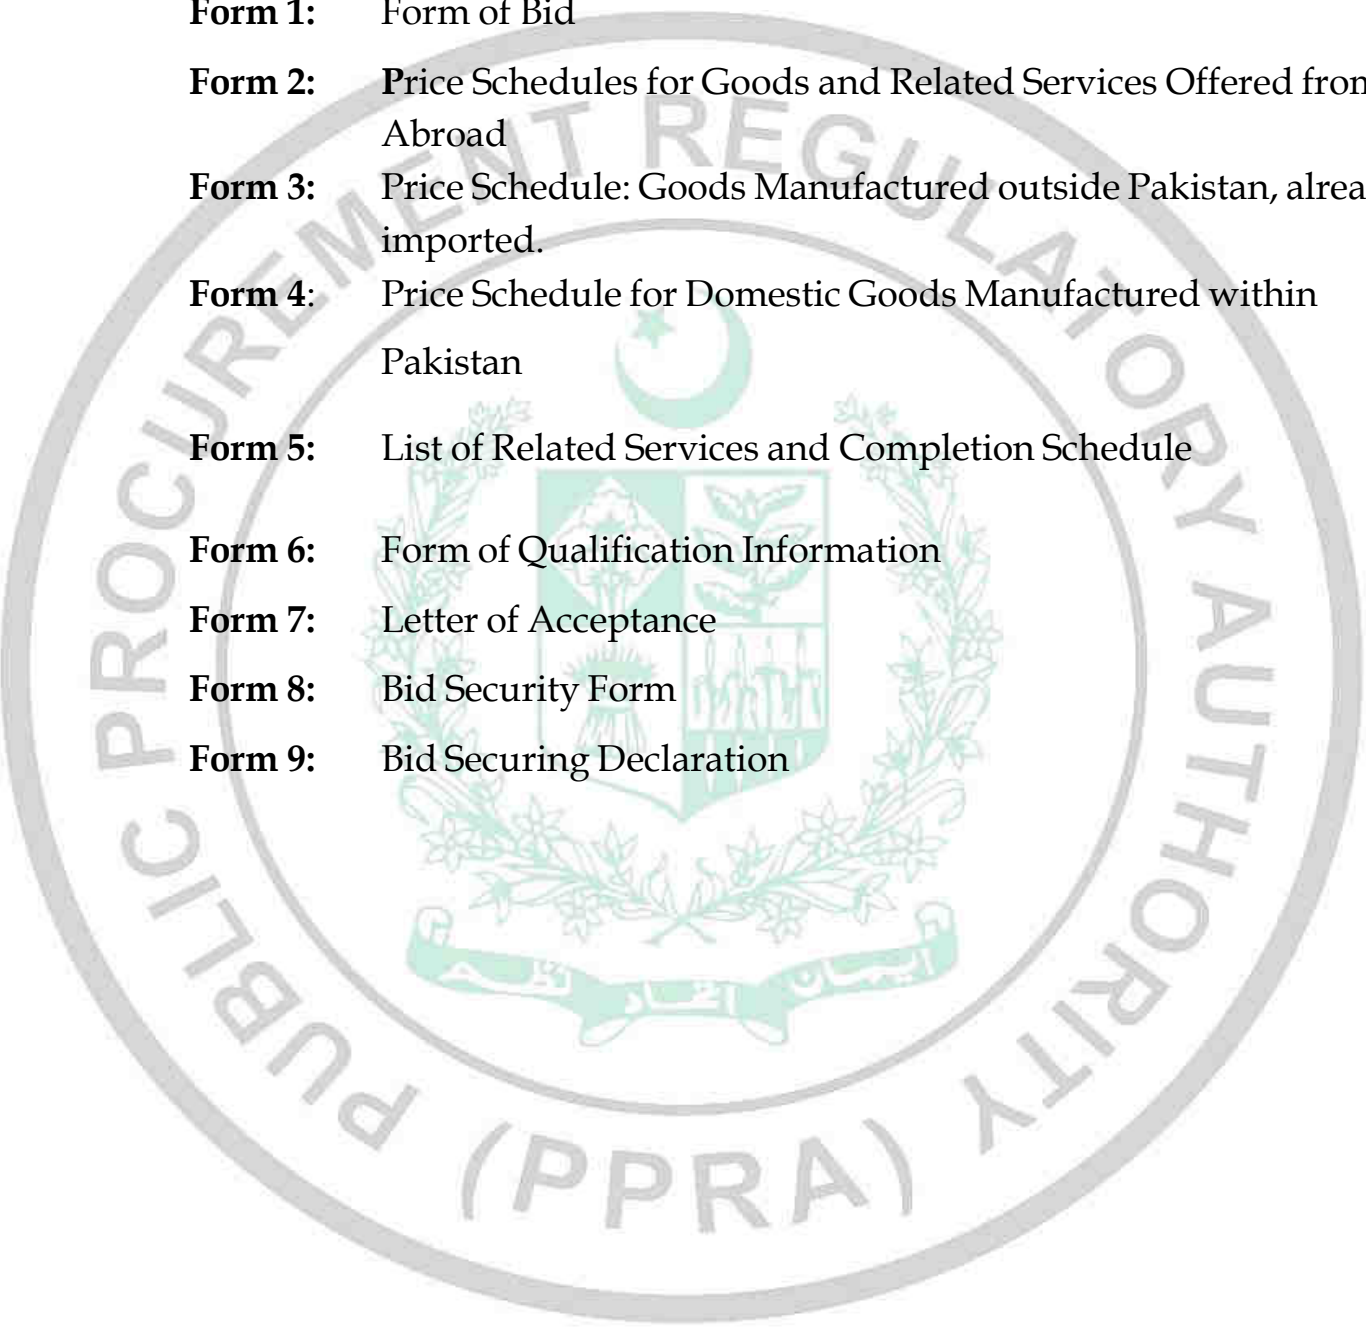 Form 1: Form of Bid
Form 2: Price Schedules for Goods and Related Services Offered from
Abroad
Form 3: Price Schedule: Goods Manufactured outside Pakistan, alrea
imported.
Form 4: Price Schedule for Domestic Goods Manufactured within
Pakistan
Form 5: List of Related Services and Completion Schedule
Form 6: Form of Qualification Information
Form 7: Letter of Acceptance
Form 8: Bid Security Form
Form 9: Bid Securing Declaration
PUBLIC PROCUREMENT REGULATORY AUTHORITY
(PPRA)
ایمان اتحاد نظم